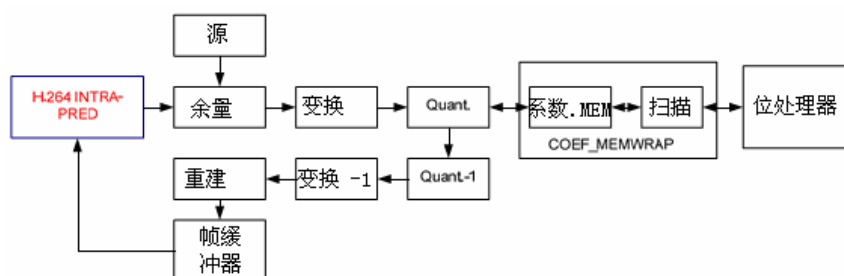 源
H.264 INTRA-
PRED
余量
变换
Quant.
系数.MEM
扫描
位处理器
COEF_MEMWRAP
重建
变换 -1
Quant.-1
帧缓
冲器